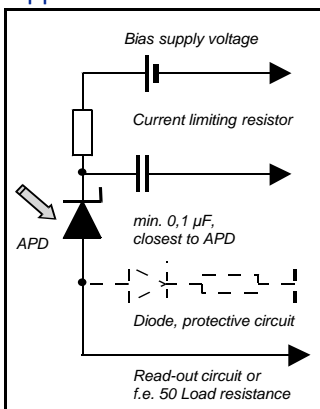 Bias supply voltage
Current limiting resistor
min. 0,1 µF,
closest to APD
APD
Diode, protective circuit
Read-out circuit or
f.e. 50 Load resistance